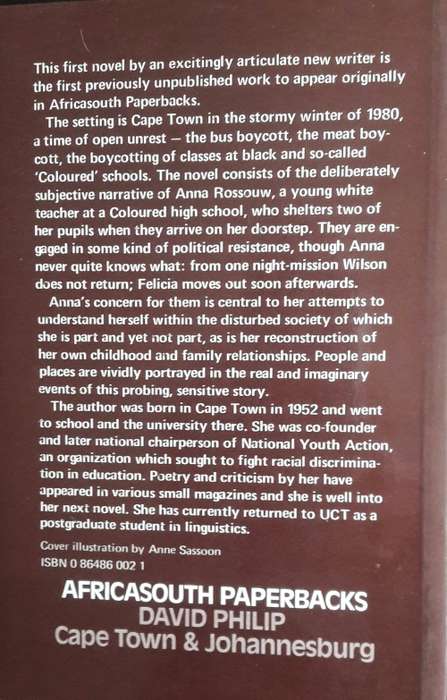 This first novel by an excitingly articulate new writer is
the first previously unpublished work to appear originally
in Africasouth Paperbacks.
The setting is Cape Town in the stormy winter of 1980,
a time of open unrest – the bus boycott, the meat boy-
cott, the boycotting of classes at black and so-called
‘Coloured’ schools. The novel consists of the deliberately
subjective narrative of Anna Rossouw, a young white
teacher at a Coloured high school, who shelters two of
her pupils when they arrive on her doorstep. They are en-
gaged in some kind of political resistance, though Anna
never quite knows what: from one night-mission Wilson
does not return; Felicia moves out soon afterwards.
Anna's concern for them is central to her attempts to
understand herself within the disturbed society of which
she is part and yet not part, as is her reconstruction of
her own childhood and family relationships. People and
places are vividly portrayed in the real and imaginary
events of this probing, sensitive story.
The author was born in Cape Town in 1952 and went
to school and the university there. She was co-founder
and later national chairperson of National Youth Action,
an organization which sought to fight racial discrimina-
tion in education. Poetry and criticism by her have
appeared in various small magazines and she is well into
her next novel. She has currently returned to UCT as a
postgraduate student in linguistics.
Cover illustration by Anne Sassoon
ISBN 0 86486 002 1
AFRICASOUTH PAPERBACKS
DAVID PHILIP
Cape Town & Johannesburg